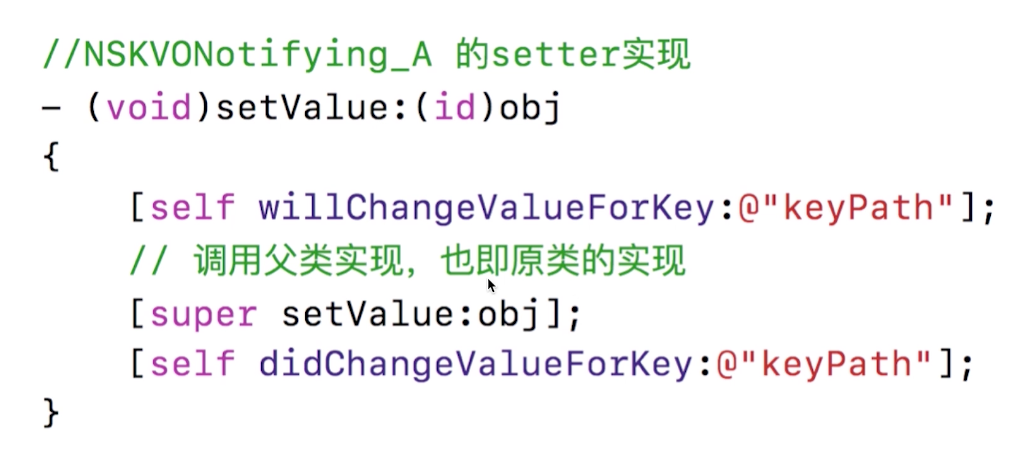 //NSKVONotifying_A 的setter实现
- (void)setValue:(id)obj
{
[self willChangeValueForKey:@"keyPath"];
// 调用父类实现，也即原类的实现
[super setValue:obj];
[self didChangeValueForKey:@"keyPath"];
}